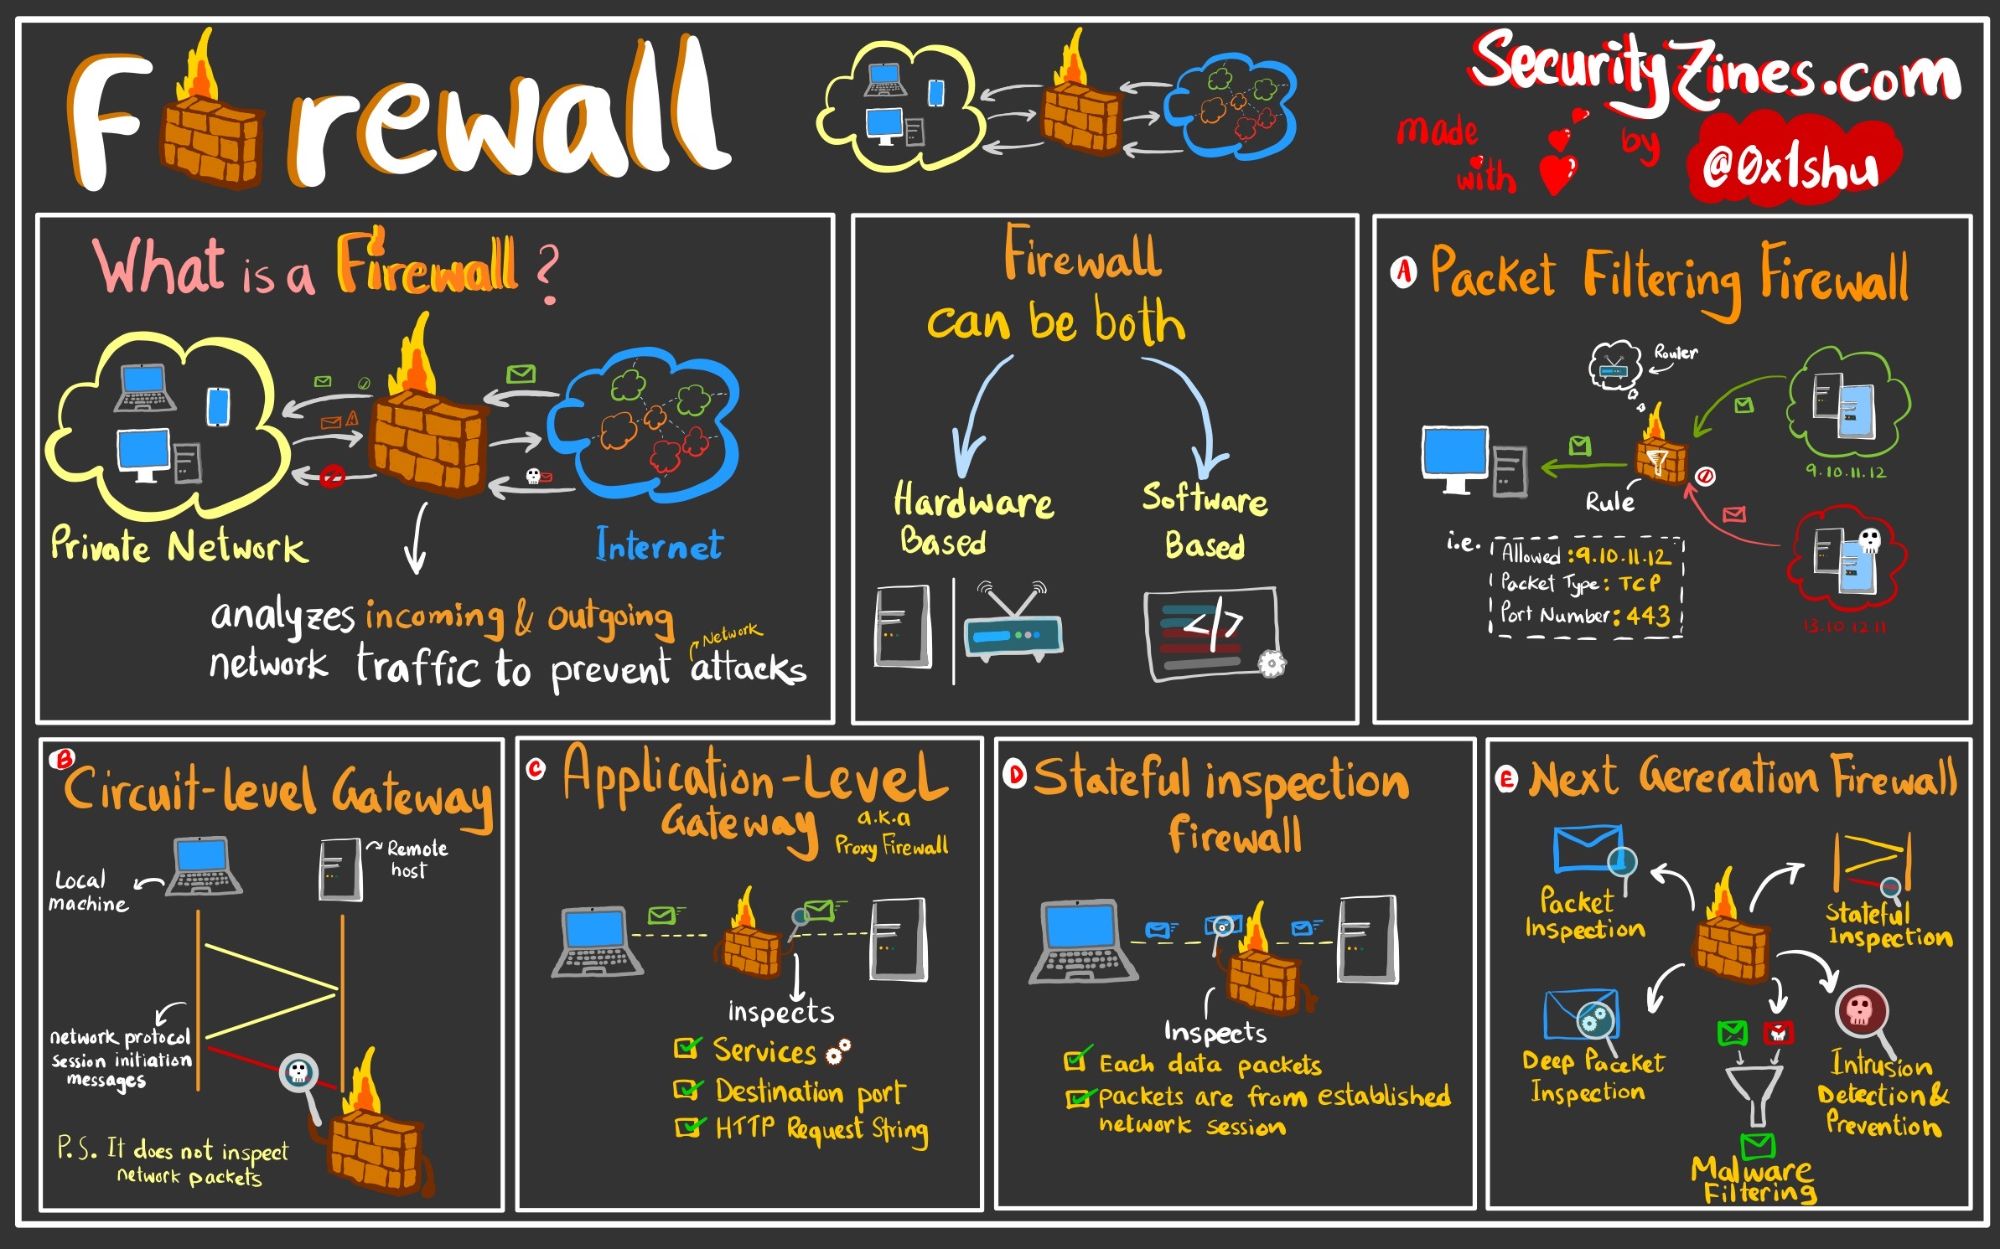 Firewall
SecurityZines.com
made
with
by
@0x1shu
What is a Firewall?
Private Network
Internet
analyzes incoming & outgoing
Network
network traffic to prevent attacks
Firewall
can be both
Hardware
Based
Software
Based
</>
A Packet Filtering Firewall
Router
9.10.11.12
Rule
i.e.
Allowed : 9.10.11.12
Packet Type : TCP
Port Number : 443
13.10.12.11
B
Circuit-level Gateway
Local
machine
Remote
host
network protocol
session initiation
messages
P.S. It does not inspect
network packets
C Application-Level
Gateway
a.k.a
Proxy Firewall
inspects
Services
Destination port
HTTP Request String
D Stateful inspection
firewall
Inspects
Each data packets
packets are from established
network session
E Next Gereration Firewall
Packet
Inspection
Stateful
Inspection
Deep Paceket
Inspection
Intrusion
Detection &
Prevention
Malware
Filtering